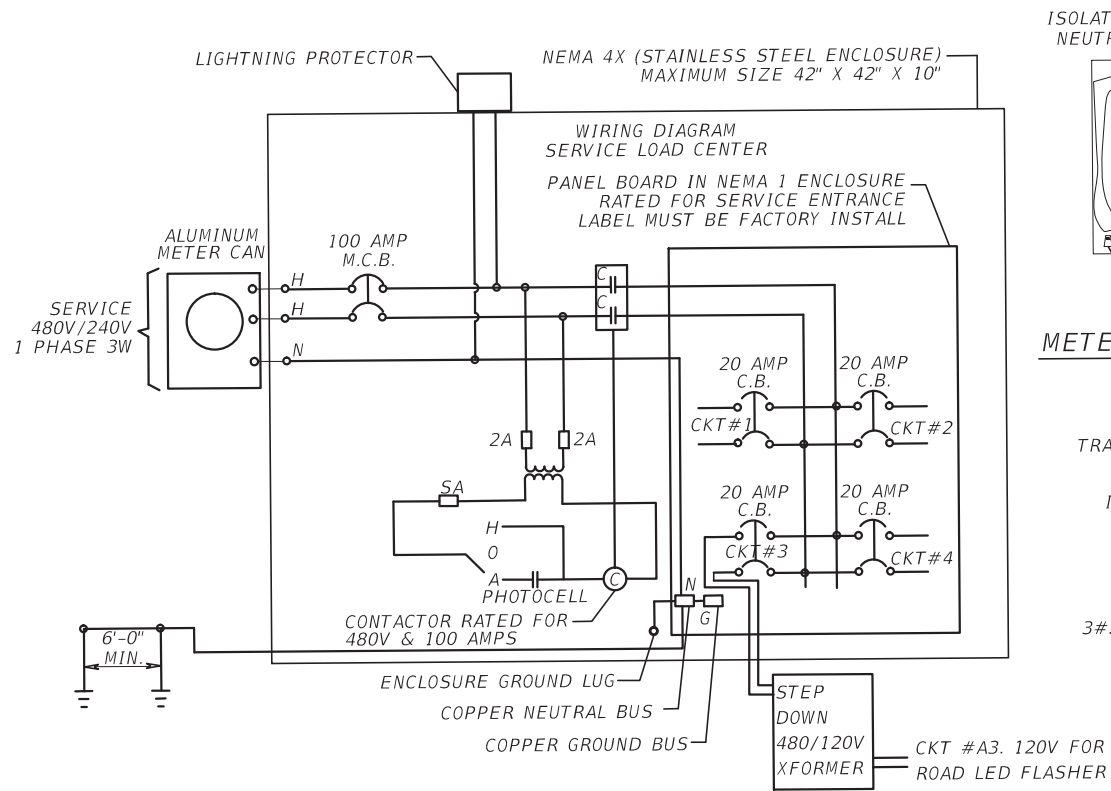 ISOLAT
NEUTR
LIGHTNING PROTECTOR
NEMA 4X (STAINLESS STEEL ENCLOSURE)
MAXIMUM SIZE 42" X 42" X 10"
WIRING DIAGRAM
SERVICE LOAD CENTER
PANEL BOARD IN NEMA 1 ENCLOSURE
RATED FOR SERVICE ENTRANCE
LABEL MUST BE FACTORY INSTALL
ALUMINUM
METER CAN
100 AMP
M.C.B.
H
H
N
C
C
SERVICE
480V/240V
1 PHASE 3W
METE
20 AMP
C.B.
20 AMP
C.B.
CKT#1
CKT#2
2A
2A
TRA
SA
20 AMP
C.B.
20 AMP
C.B.
I
H
O
A
CKT#3
CKT#4
C
PHOTOCELL
N
G
CONTACTOR RATED FOR
480V & 100 AMPS
3#
6'-0"
MIN.
ENCLOSURE GROUND LUG
COPPER NEUTRAL BUS
COPPER GROUND BUS
STEP
DOWN
480/120V
XFORMER
CKT #A3. 120V FOR
ROAD LED FLASHER